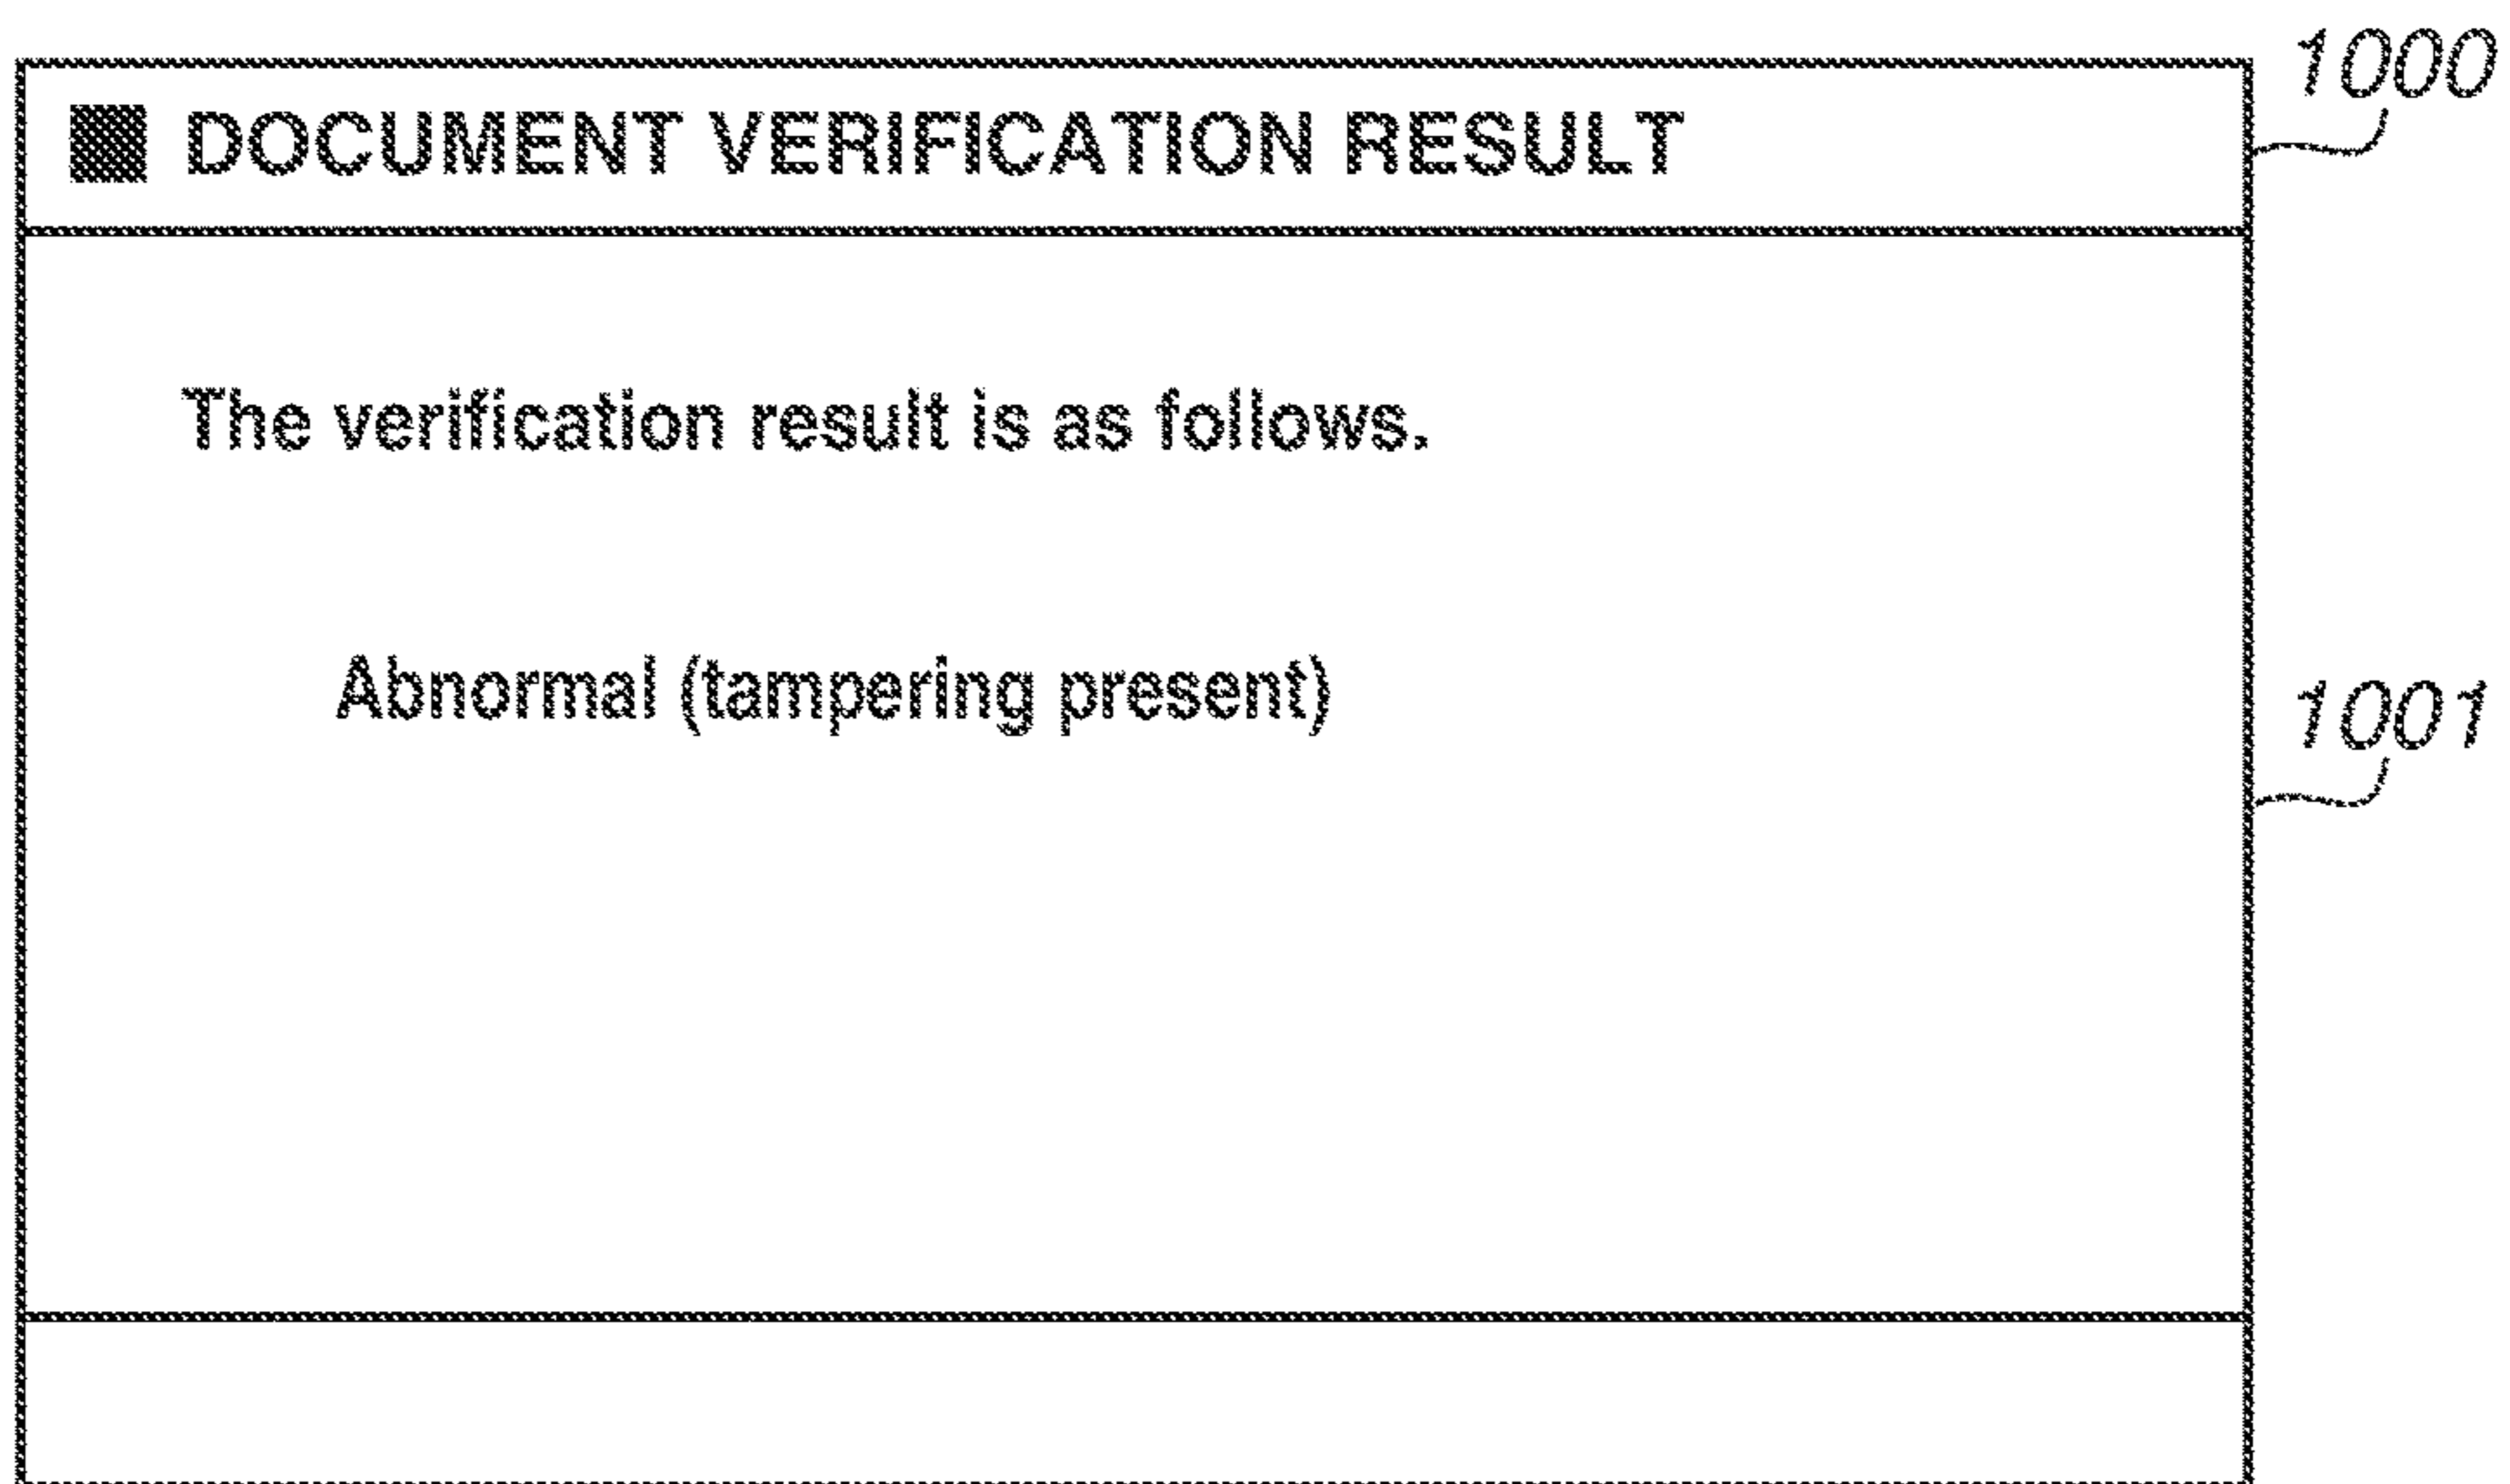 1000
■ DOCUMENT VERIFICATION RESULT
The verification result is as follows.
Abnormal (tampering present)
1001